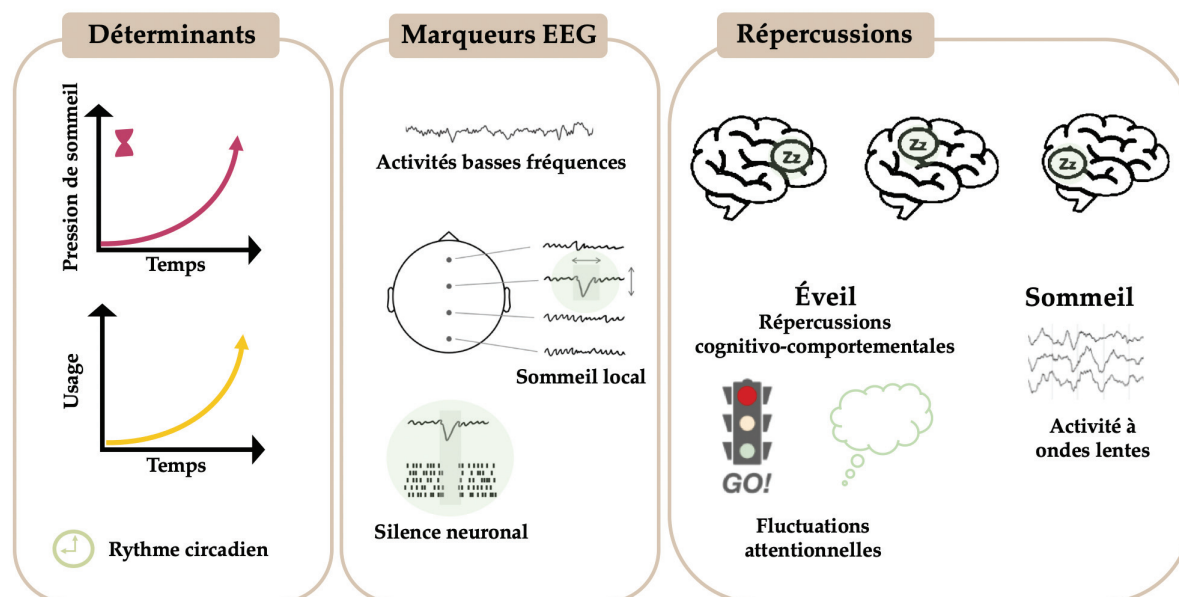 Déterminants
Pression de sommeil
Temps
Usage
Temps
Rythme circadien
Marqueurs EEG
Activités basses fréquences
Sommeil local
Silence neuronal
Répercussions
Zz
Zz
Zz
Éveil
Répercussions
cognitivo-comportementales
GO!
Fluctuations
attentionnelles
Sommeil
Activité à
ondes lentes